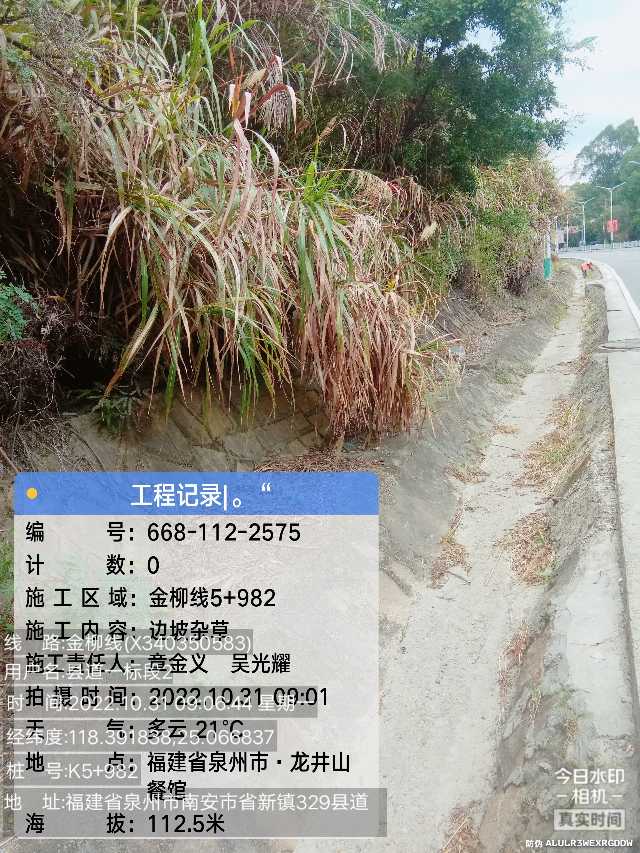 工程记录|。“
编号：668-112-2575
计数：0
施工区域：金柳线5+982
施工内容：边坡杂草
线 路:金柳线(X340350583)
施工责任人：章金义 吴光耀
用户名:县道一标段2
拍摄时间：2022.10.31 09:01
时 间:2022.10.31 09:06:44 星期一
天气：多云 21℃
经纬度:118.391838,25.066837
地点：福建省泉州市·龙井山
餐馆
桩 号:K5+982
地 址:福建省泉州市南安市省新镇329县道
海拔：112.5米
今日水印
相机
真实时间
防伪 ALULR3WEXRGDDW